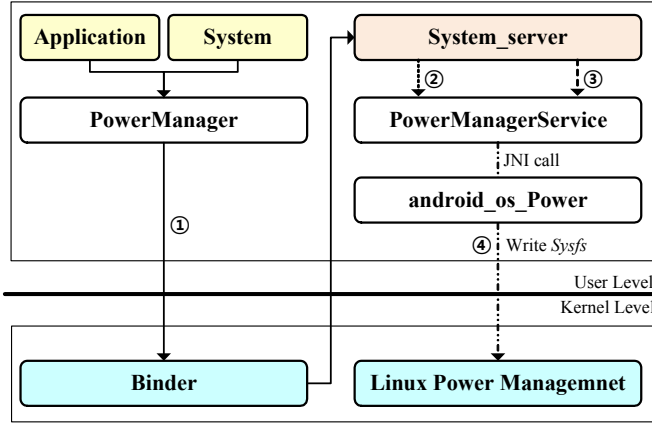 Application
System
System_server
②
③
PowerManager
PowerManagerService
JNI call
android_os_Power
①
④
Write Sysfs
User Level
Kernel Level
Binder
Linux Power Managemnet